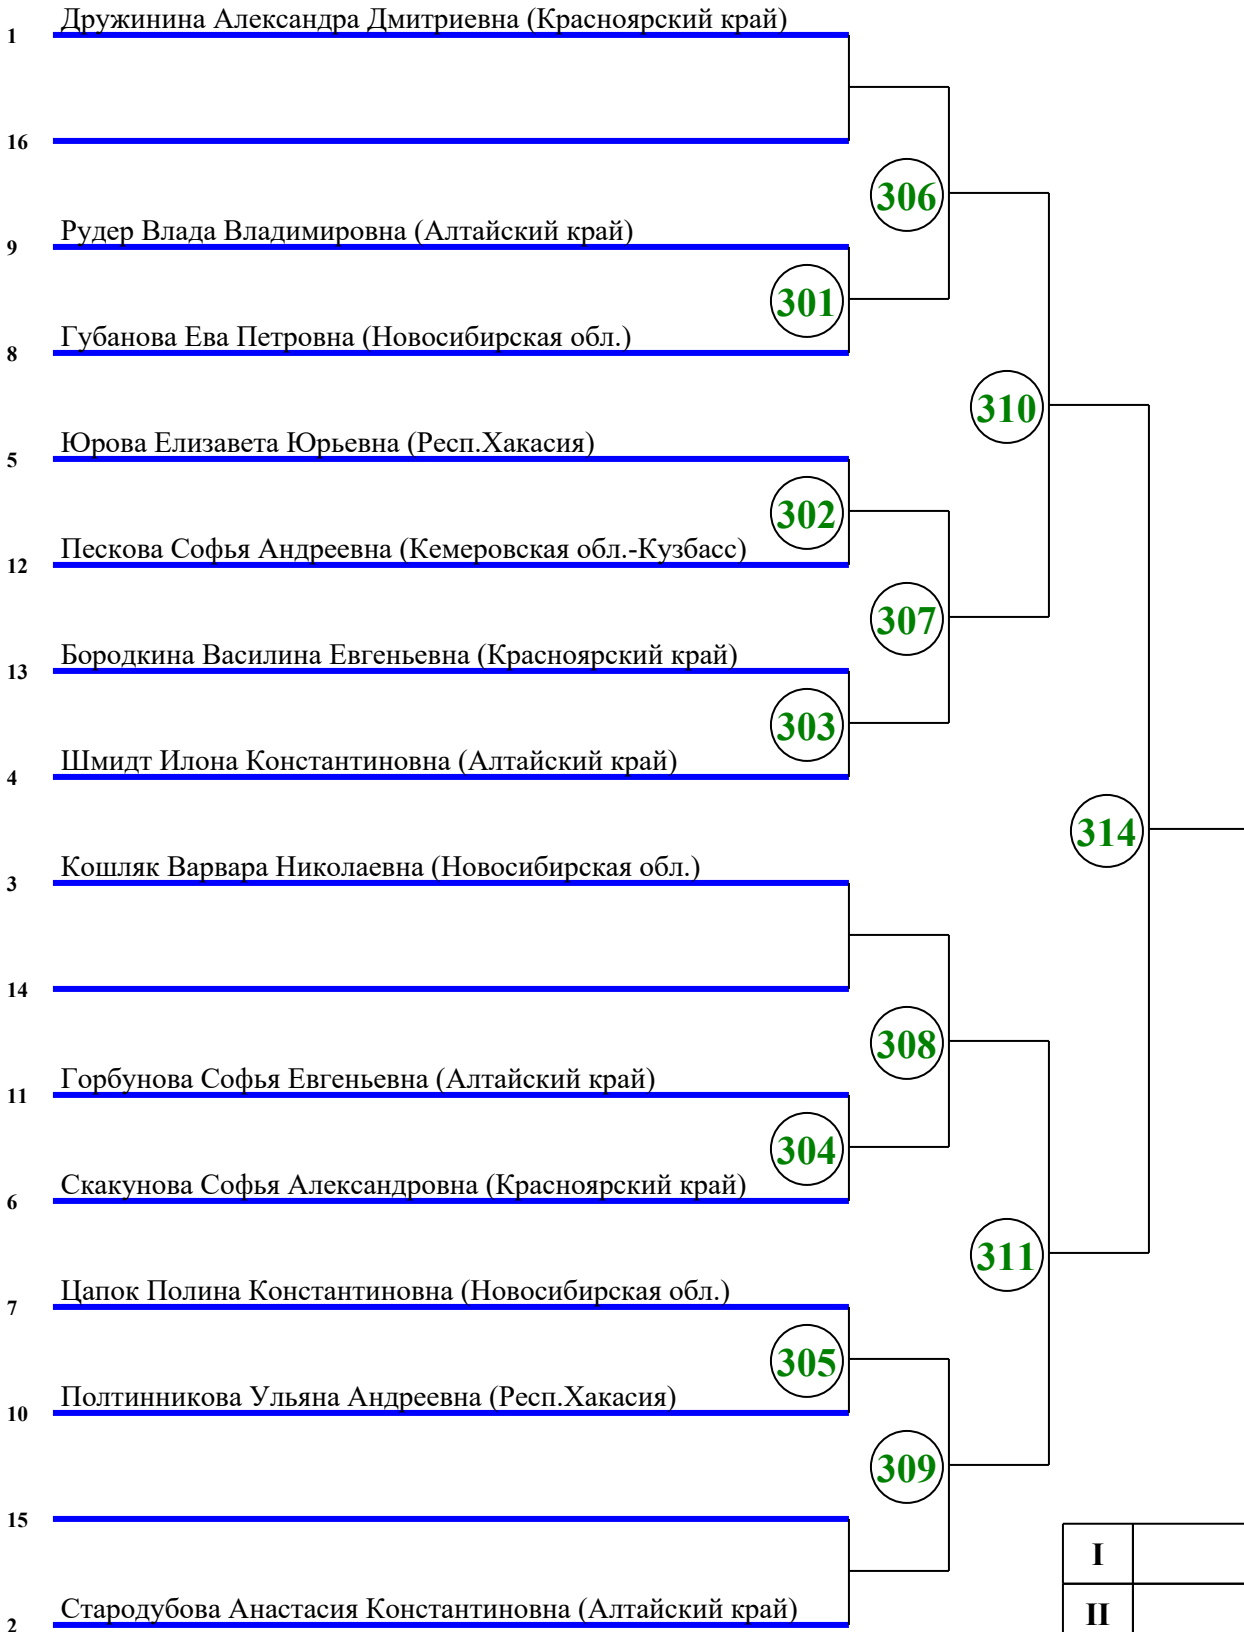 1 Дружинина Александра Дмитриевна (Красноярский край)
16
306
9 Рудер Влада Владимировна (Алтайский край)
301
8 Губанова Ева Петровна (Новосибирская обл.)
310
5 Юрова Елизавета Юрьевна (Респ.Хакасия)
302
12 Пескова Софья Андреевна (Кемеровская обл.-Кузбасс)
307
13 Бородкина Василина Евгеньевна (Красноярский край)
303
4 Шмидт Илона Константиновна (Алтайский край)
314
3 Кошляк Варвара Николаевна (Новосибирская обл.)
14
308
11 Горбунова Софья Евгеньевна (Алтайский край)
304
6 Скакунова Софья Александровна (Красноярский край)
311
7 Цапок Полина Константиновна (Новосибирская обл.)
305
10 Полтинникова Ульяна Андреевна (Респ.Хакасия)
309
15
I
2 Стародубова Анастасия Константиновна (Алтайский край)
II